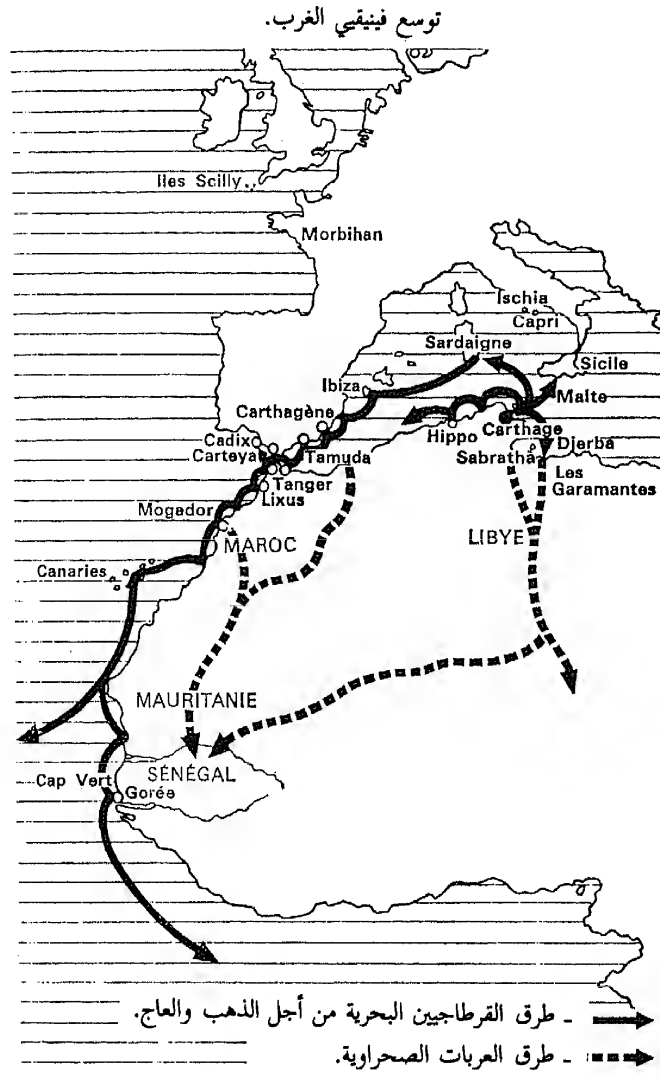 توسع فينيقيي الغرب.
Iles Scilly
Morbihan
Ischia
Capri
Sardaigne
Sicile
Ibiza
Malte
Carthagène
Hippo
Carthage
Cadix
Djerba
Carteya
Tamuda
Sabratha
Tanger
Les
Garamantes
Lixus
Mogador
MAROC
LIBYE
Canaries
MAURITANIE
SÉNÉGAL
Cap Vert
Gorée
- طرق القرطاجيين البحرية من أجل الذهب والعاج.
- طرق العربات الصحراوية.